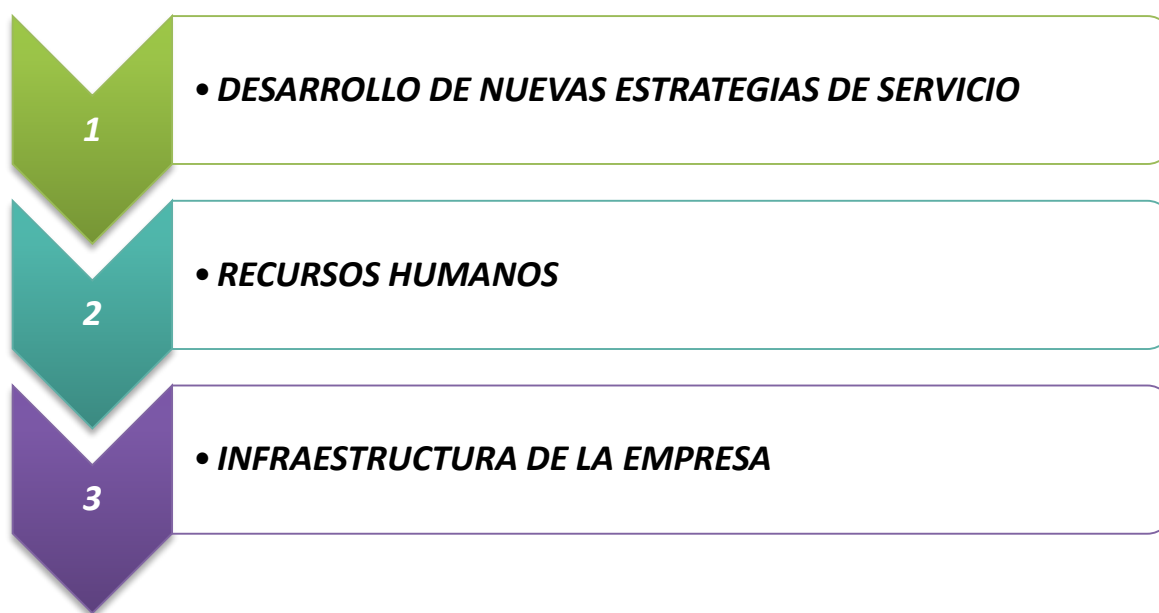 1
• DESARROLLO DE NUEVAS ESTRATEGIAS DE SERVICIO
2
• RECURSOS HUMANOS
3
• INFRAESTRUCTURA DE LA EMPRESA